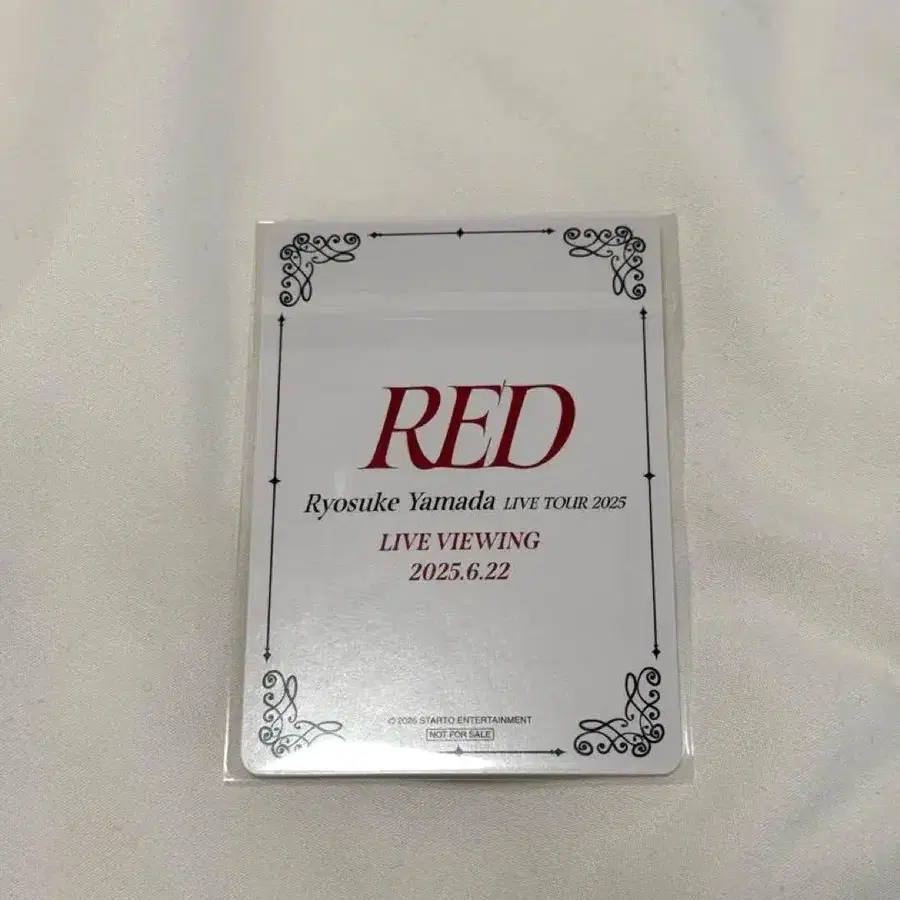 RED
Ryosuke Yamada LIVE TOUR 2025
LIVE VIEWING
2025.6.22
© 2025 STARTO ENTERTAINMENT
NOT FOR SALE